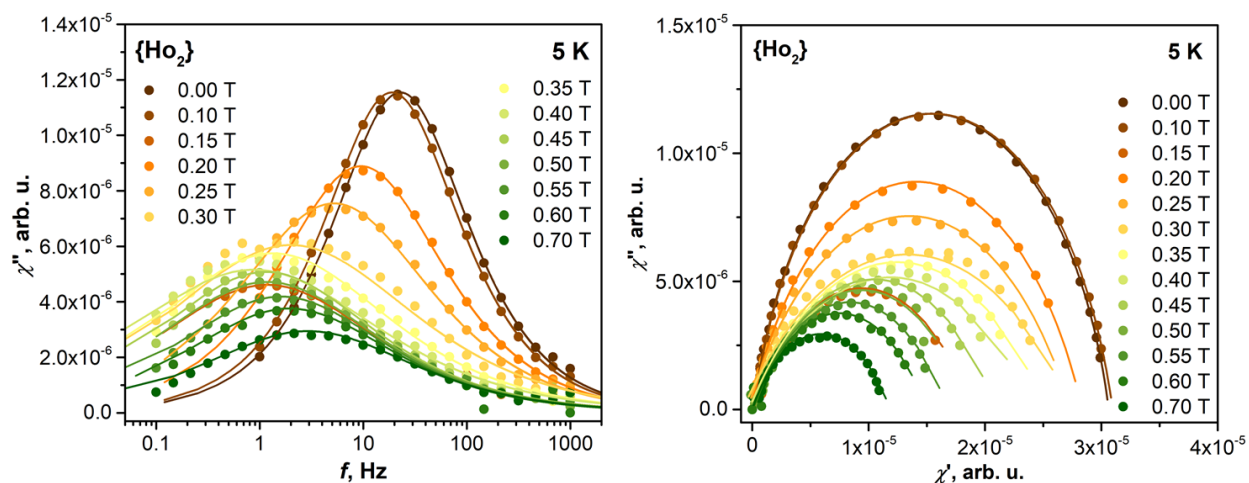 {Ho₂}
5 K
0.00 T
0.10 T
0.15 T
0.20 T
0.25 T
0.30 T
0.35 T
0.40 T
0.45 T
0.50 T
0.55 T
0.60 T
0.70 T
1.4x10⁻⁵
1.2x10⁻⁵
1.0x10⁻⁵
8.0x10⁻⁶
6.0x10⁻⁶
4.0x10⁻⁶
2.0x10⁻⁶
0.0
χ'', arb. u.
0.1
1
10
100
1000
f, Hz
{Ho₂}
5 K
0.00 T
0.10 T
0.15 T
0.20 T
0.25 T
0.30 T
0.35 T
0.40 T
0.45 T
0.50 T
0.55 T
0.60 T
0.70 T
1.5x10⁻⁵
1.0x10⁻⁵
5.0x10⁻⁶
0.0
χ'', arb. u.
0
1x10⁻⁵
2x10⁻⁵
3x10⁻⁵
4x10⁻⁵
χ', arb. u.